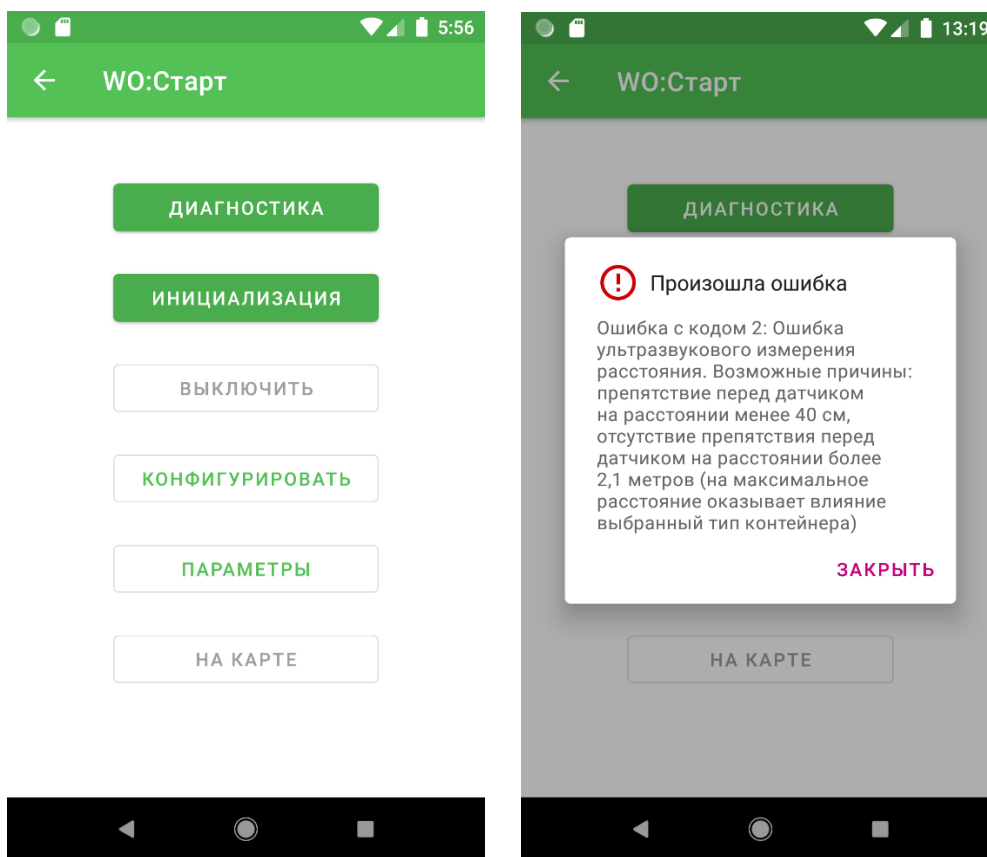 5:56
WO:Старт
ДИАГНОСТИКА
ИНИЦИАЛИЗАЦИЯ
ВЫКЛЮЧИТЬ
КОНФИГУРИРОВАТЬ
ПАРАМЕТРЫ
НА КАРТЕ
13:19
WO:Старт
ДИАГНОСТИКА
Произошла ошибка
Ошибка с кодом 2: Ошибка
ультразвукового измерения
расстояния. Возможные причины:
препятствие перед датчиком
на расстоянии менее 40 см,
отсутствие препятствия перед
датчиком на расстоянии более
2,1 метров (на максимальное
расстояние оказывает влияние
выбранный тип контейнера)
ЗАКРЫТЬ
НА КАРТЕ